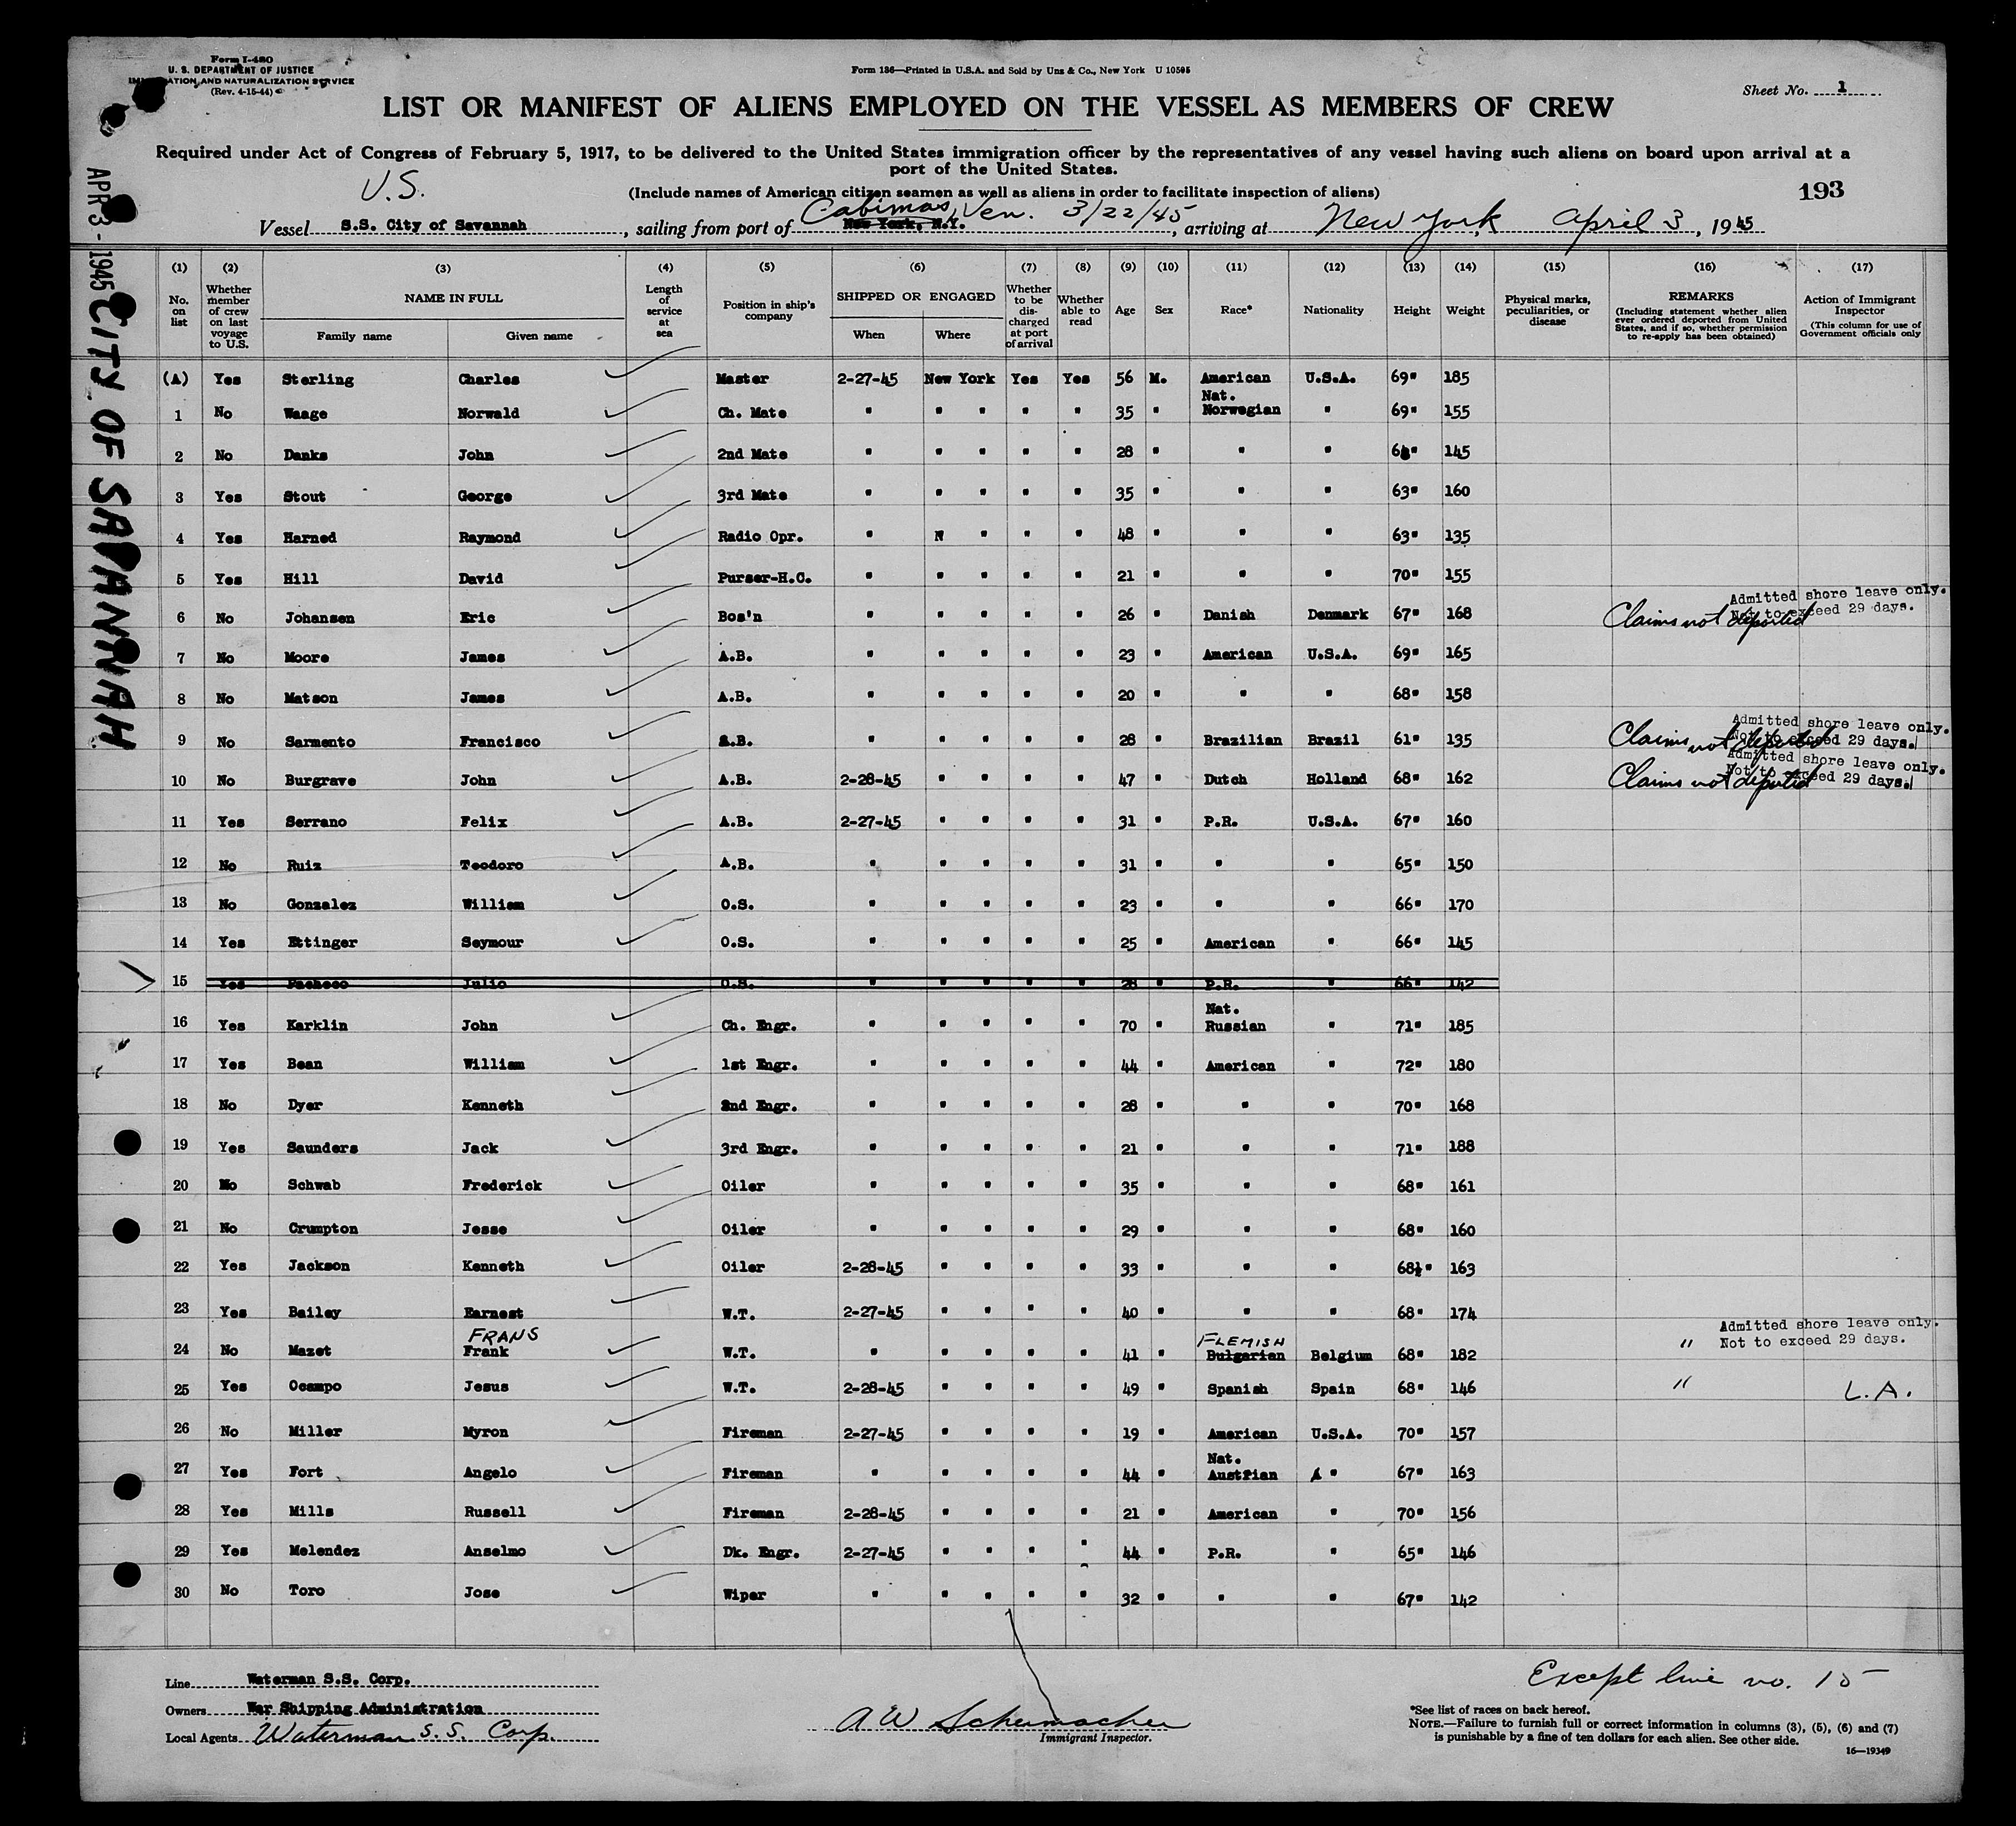 Form I-480
U. S. DEPARTMENT OF JUSTICE
IMMIGRATION AND NATURALIZATION SERVICE
(Rev. 4-15-44)
Form 136—Printed in U.S.A. and Sold by Unz & Co., New York U 10595
Sheet No. 1
LIST OR MANIFEST OF ALIENS EMPLOYED ON THE VESSEL AS MEMBERS OF CREW
Required under Act of Congress of February 5, 1917, to be delivered to the United States immigration officer by the representatives of any vessel having such aliens on board upon arrival at a
port of the United States.
U.S.
(Include names of American citizen seamen as well as aliens in order to facilitate inspection of aliens)
193
Vessel S.S. City of Savannah, sailing from port of New York, N.Y. Cabimas, Ven. 3/22/45, arriving at New York April 3, 1945
APR 3 - 1945 CITY OF SAVANNAH
(1) (2) (3) (4) (5) (6) (7) (8) (9) (10) (11) (12) (13) (14) (15) (16) (17)
No. on list
Whether member of crew on last voyage to U.S.
NAME IN FULL
Family name Given name
Length of service at sea
Position in ship's company
SHIPPED OR ENGAGED
When Where
Whether to be discharged at port of arrival
Whether able to read
Age Sex Race* Nationality Height Weight
Physical marks, peculiarities, or disease
REMARKS
(Including statement whether alien ever ordered deported from United States, and if so, whether permission to re-apply has been obtained)
Action of Immigrant Inspector
(This column for use of Government officials only
(A) Yes Sterling Charles Master 2-27-45 New York Yes Yes 56 M. American U.S.A. 69" 185
1 No Waage Norwald Ch. Mate " " " " " 35 " Nat. Norwegian " 69" 155
2 No Danks John 2nd Mate " " " " " 28 " " " 145
3 Yes Stout George 3rd Mate " " " " " 35 " " " 63" 160
4 Yes Harned Raymond Radio Opr. " N " " " 48 " " " 63" 135
5 Yes Hill David Purser-H.C. " " " " " 21 " " " 70" 155
6 No Johansen Eric Bos'n " " " " " 26 " Danish Denmark 67" 168 Claims not deported Admitted shore leave only. Not to exceed 29 days.
7 No Moore James A.B. " " " " " 23 " American U.S.A. 69" 165
8 No Matson James A.B. " " " " " 20 " " " 68" 158
9 No Sarmento Francisco A.B. " " " " " 28 " Brazilian Brazil 61" 135 Claims not deported Admitted shore leave only. Not to exceed 29 days.
10 No Burgrave John A.B. 2-28-45 " " " " 47 " Dutch Holland 68" 162 Claims not deported Admitted shore leave only. Not to exceed 29 days.
11 Yes Serrano Felix A.B. 2-27-45 " " " " 31 " P.R. U.S.A. 67" 160
12 No Ruiz Teodoro A.B. " " " " " 31 " " " 65" 150
13 No Gonzalez William O.S. " " " " " 23 " " " 66" 170
14 Yes Ettinger Seymour O.S. " " " " " 25 " American " 66" 145
15 Yes Pacheco Julio O.S. " " " " " 28 " P.R. " 66" 142
16 Yes Karklin John Ch. Engr. " " " " " 70 " Nat. Russian " 71" 185
17 Yes Bean William 1st Engr. " " " " " 44 " American " 72" 180
18 No Dyer Kenneth 2nd Engr. " " " " " 28 " " " 70" 168
19 Yes Saunders Jack 3rd Engr. " " " " " 21 " " " 71" 188
20 No Schwab Frederick Oiler " " " " " 35 " " " 68" 161
21 No Crumpton Jesse Oiler " " " " " 29 " " " 68" 160
22 Yes Jackson Kenneth Oiler 2-28-45 " " " " 33 " " " 68½" 163
23 Yes Bailey Earnest W.T. 2-27-45 " " " " 40 " " " 68" 174
24 No Mazet FRANS Frank W.T. " " " " " 41 " FLEMISH Bulgarian Belgium 68" 182 " Admitted shore leave only. Not to exceed 29 days.
25 Yes Ocampo Jesus W.T. 2-28-45 " " " " 49 " Spanish Spain 68" 146 " L.A.
26 No Miller Myron Fireman 2-27-45 " " " " 19 " American U.S.A. 70" 157
27 Yes Fort Angelo Fireman " " " " " 44 " Nat. Austrian " 67" 163
28 Yes Mills Russell Fireman 2-28-45 " " " " 21 " American " 70" 156
29 Yes Melendez Anselmo Dk. Engr. 2-27-45 " " " " 44 " P.R. " 65" 146
30 No Toro Jose Wiper " " " " " 32 " " " 67" 142
Line Waterman S.S. Corp.
Owners War Shipping Administration
Local Agents Waterman S.S. Corp.
A W Schumacher
Immigrant Inspector.
Except line no. 15
*See list of races on back hereof.
NOTE.—Failure to furnish full or correct information in columns (3), (5), (6) and (7)
is punishable by a fine of ten dollars for each alien. See other side.
16—19349